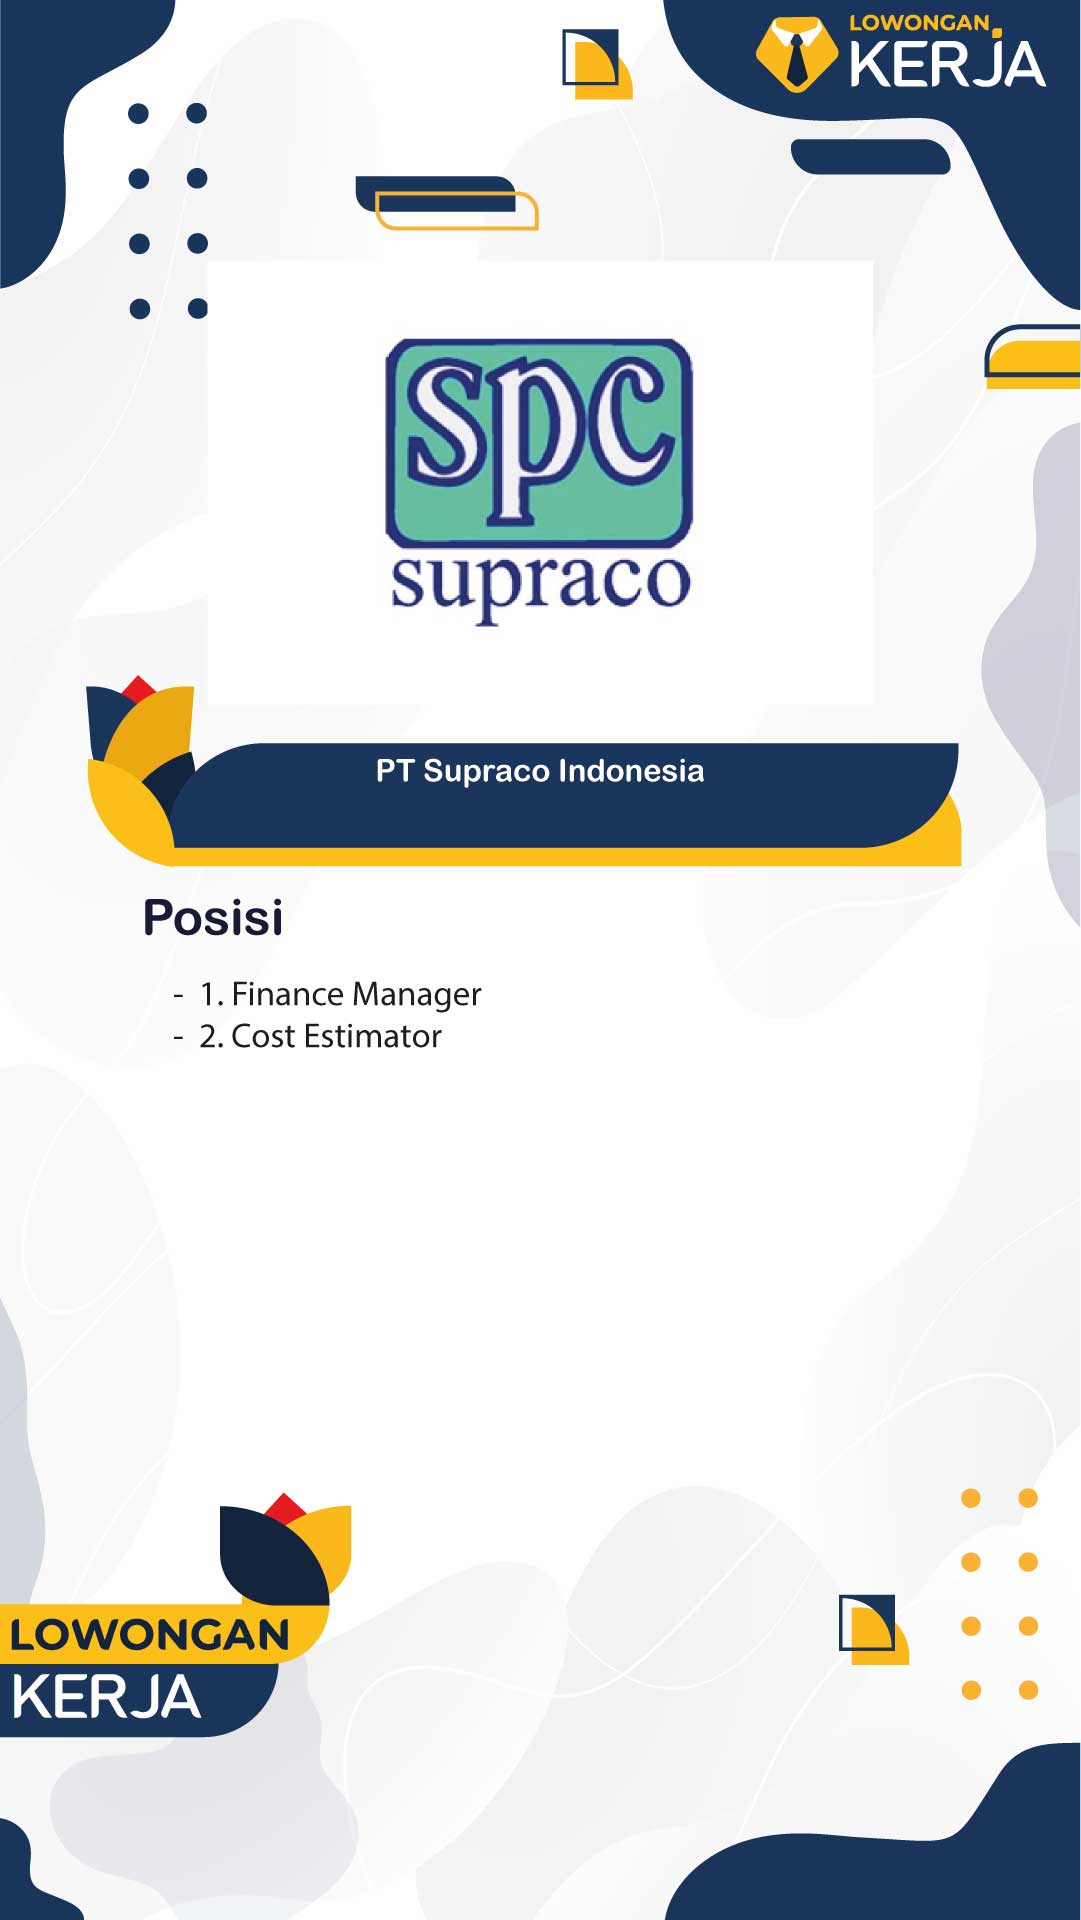 LOWONGAN
KERJA
spc
supraco
PT Supraco Indonesia
Posisi
- 1. Finance Manager
- 2. Cost Estimator
LOWONGAN
KERJA